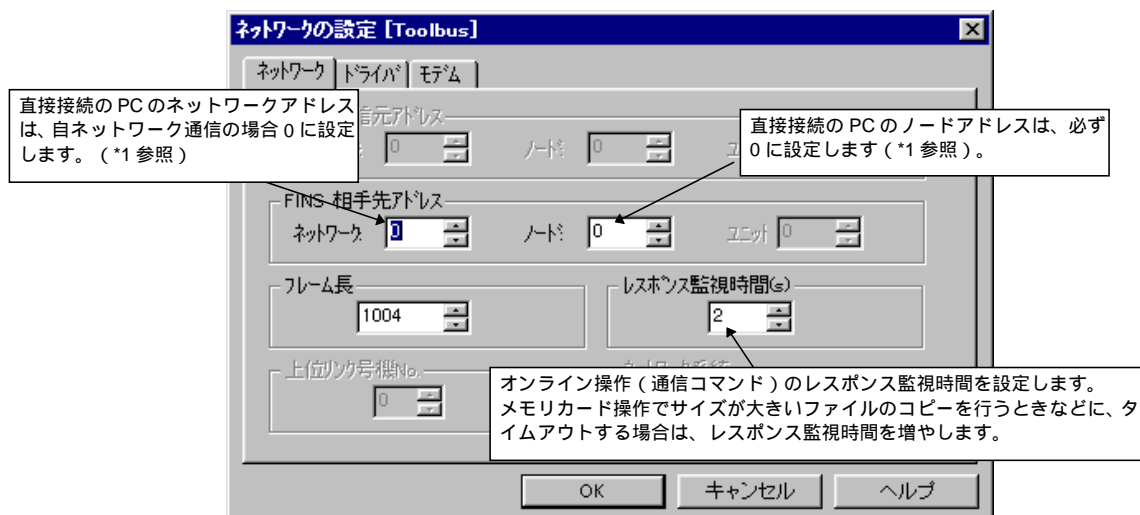 ネットワークの設定 [Toolbus]
ネットワーク ドライバ モデム
直接接続の PC のネットワークアドレス
は、自ネットワーク通信の場合 0 に設定
します。（*1 参照）
信元アドレス
0 ノード: 0
直接接続の PC のノードアドレスは、必ず
0 に設定します（*1 参照）。
FINS 相手先アドレス
ネットワーク: 0 ノード: 0 ユニット 0
フレーム長
1004
レスポンス監視時間(s)
2
上位リンク号機No.
0
オンライン操作（通信コマンド）のレスポンス監視時間を設定します。
メモリカード操作でサイズが大きいファイルのコピーを行うときなどに、タ
イムアウトする場合は、レスポンス監視時間を増やします。
OK キャンセル ヘルプ